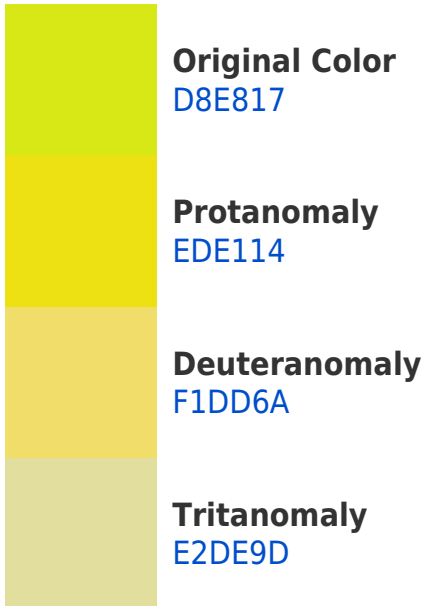 Original Color
D8E817
Protanomaly
EDE114
Deuteranomaly
F1DD6A
Tritanomaly
E2DE9D